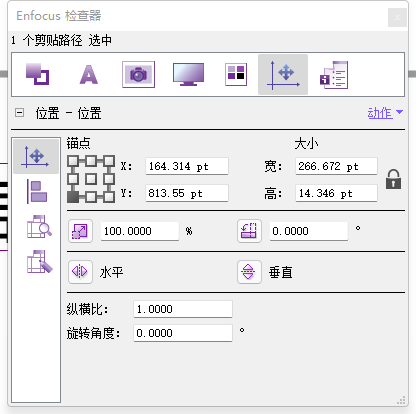 Enfocus 检查器
1 个剪贴路径 选中
位置 - 位置 动作
锚点 大小
X: 164.314 pt 宽: 266.672 pt
Y: 813.55 pt 高: 14.346 pt
100.0000 % 0.0000 °
水平 垂直
纵横比: 1.0000
旋转角度: 0.0000 °